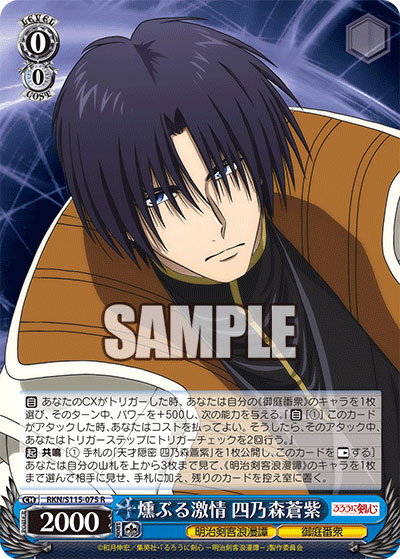 LEVEL
0
0
COST
SAMPLE
自 あなたのCXがトリガーした時、あなたは自分の《御庭番衆》のキャラを1枚
選び、そのターン中、パワーを+500し、次の能力を与える。『自［①］このカード
がアタックした時、あなたはコストを払ってよい。そうしたら、そのアタック中、
あなたはトリガーステップにトリガーチェックを2回行う。』
起 共鳴［① 手札の「天才隠密 四乃森蒼紫」を1枚公開し、このカードを する］
あなたは自分の山札を上から3枚まで見て、《明治剣客浪漫譚》のキャラを1枚
まで選んで相手に見せ、手札に加え、残りのカードを控え室に置く。
CH RKN/S115-075 R
2000
燻ぶる激情 四乃森蒼紫
るろうに剣心
明治剣客浪漫譚
御庭番衆
©和月伸宏／集英社・「るろうに剣心 －明治剣客浪漫譚－」製作委員会